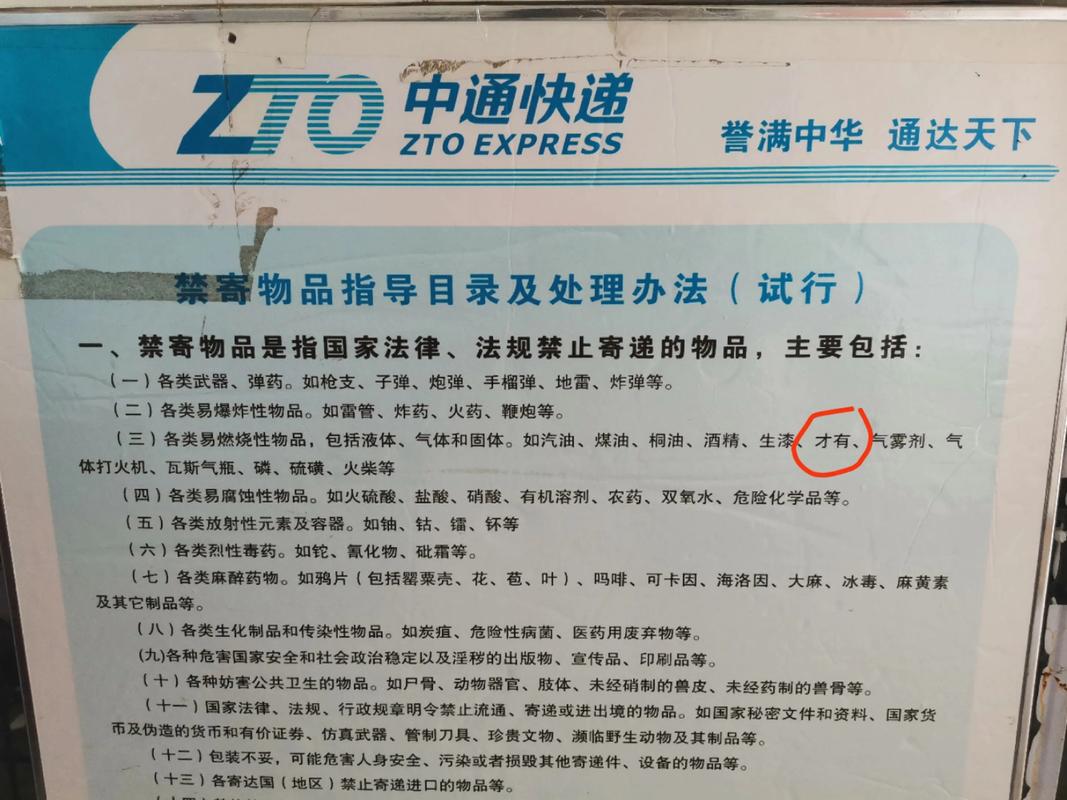 ZTO 中通快递
ZTO EXPRESS
誉满中华 通达天下
禁寄物品指导目录及处理办法（试行）
一、禁寄物品是指国家法律、法规禁止寄递的物品，主要包括：
（一）各类武器、弹药。如枪支、子弹、炮弹、手榴弹、地雷、炸弹等。
（二）各类易爆炸性物品。如雷管、炸药、火药、鞭炮等。
（三）各类易燃烧性物品，包括液体、气体和固体。如汽油、煤油、桐油、酒精、生漆、才有、气雾剂、气
体打火机、瓦斯气瓶、磷、硫磺、火柴等
（四）各类易腐蚀性物品。如火硫酸、盐酸、硝酸、有机溶剂、农药、双氧水、危险化学品等。
（五）各类放射性元素及容器。如铀、钴、镭、钚等
（六）各类烈性毒药。如铊、氰化物、砒霜等。
（七）各类麻醉药物。如鸦片（包括罂粟壳、花、苞、叶）、吗啡、可卡因、海洛因、大麻、冰毒、麻黄素
及其它制品等。
（八）各类生化制品和传染性物品。如炭疽、危险性病菌、医药用废弃物等。
(九)各种危害国家安全和社会政治稳定以及淫秽的出版物、宣传品、印刷品等。
（十）各种妨害公共卫生的物品。如尸骨、动物器官、肢体、未经硝制的兽皮、未经药制的兽骨等。
（十一）国家法律、法规、行政规章明令禁止流通、寄递或进出境的物品。如国家秘密文件和资料、国家货
币及伪造的货币和有价证券、仿真武器、管制刀具、珍贵文物、濒临野生动物及其制品等。
（十二）包装不妥，可能危害人身安全、污染或者损毁其他寄递件、设备的物品等。
（十三）各寄达国（地区）禁止寄递进口的物品等。